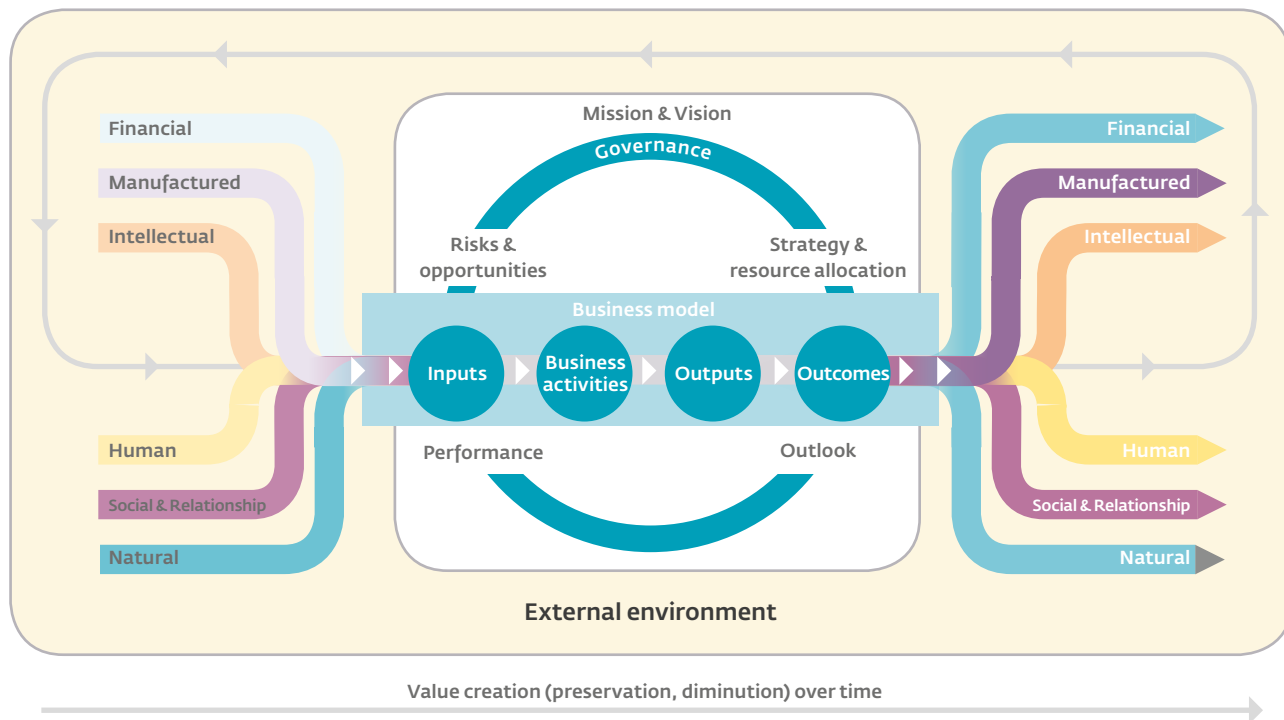 Financial
Manufactured
Intellectual
Human
Social & Relationship
Natural
Mission & Vision
Governance
Risks &
opportunities
Strategy &
resource allocation
Business model
Inputs
Business
activities
Outputs
Outcomes
Performance
Outlook
Financial
Manufactured
Intellectual
Human
Social & Relationship
Natural
External environment
Value creation (preservation, diminution) over time